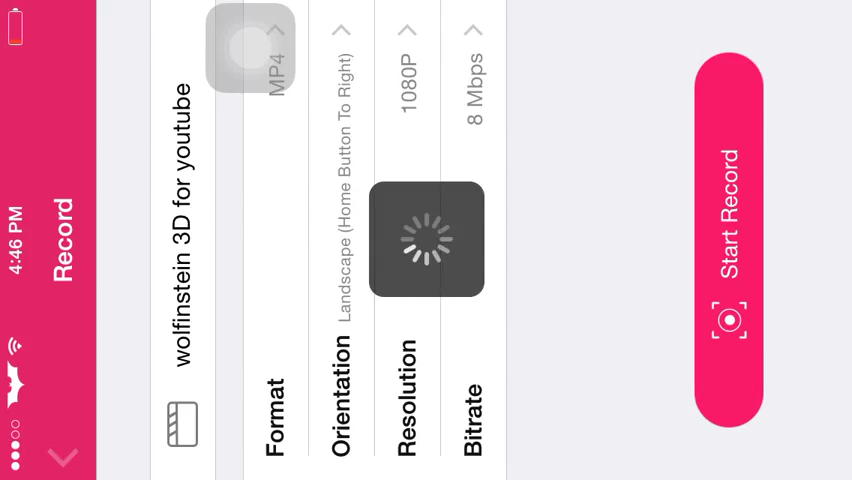 4:46 PM
Record
wolfinstein 3D for youtube
Format MP4
Orientation Landscape (Home Button To Right)
Resolution 1080P
Bitrate 8 Mbps
Start Record